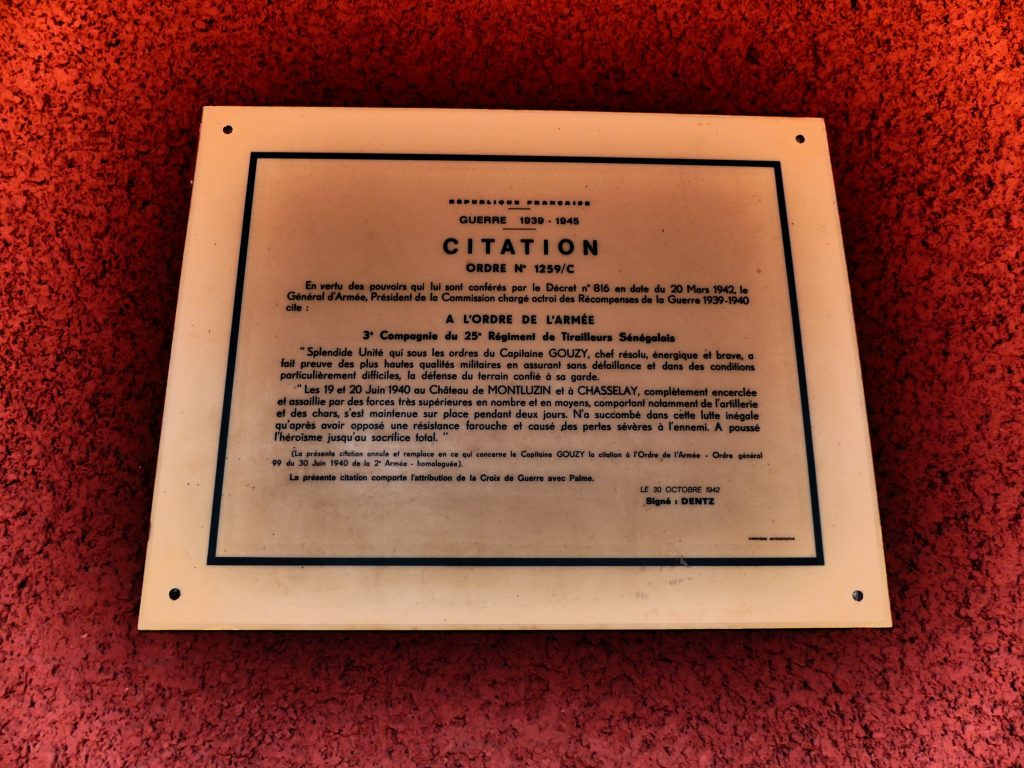 RÉPUBLIQUE FRANÇAISE
GUERRE 1939 - 1945
CITATION
ORDRE N° 1259/C
En vertu des pouvoirs qui lui sont conférés par le Décret n° 816 en date du 20 Mars 1942, le
Général d'Armée, Président de la Commission chargé octroi des Récompenses de la Guerre 1939-1940
cite :
A L'ORDRE DE L'ARMÉE
3e Compagnie du 25e Régiment de Tirailleurs Sénégalais
"Splendide Unité qui sous les ordres du Capitaine GOUZY, chef résolu, énergique et brave, a
fait preuve des plus hautes qualités militaires en assurant sans défaillance et dans des conditions
particulièrement difficiles, la défense du terrain confié à sa garde.
"Les 19 et 20 Juin 1940 au Château de MONTLUZIN et à CHASSELAY, complètement encerclée
et assaillie par des forces très supérieures en nombre et en moyens, comportant notamment de l'artillerie
et des chars, s'est maintenue sur place pendant deux jours. N'a succombé dans cette lutte inégale
qu'après avoir opposé une résistance farouche et causé des pertes sévères à l'ennemi. A poussé
l'héroïsme jusqu'au sacrifice total. "
(La présente citation annule et remplace en ce qui concerne le Capitaine GOUZY la citation à l'Ordre de l'Armée - Ordre général
99 du 30 Juin 1940 de la 2e Armée - homologuée).
La présente citation comporte l'attribution de la Croix de Guerre avec Palme.
LE 30 OCTOBRE 1942
Signé : DENTZ
IMPRIMERIE ADMINISTRATIVE